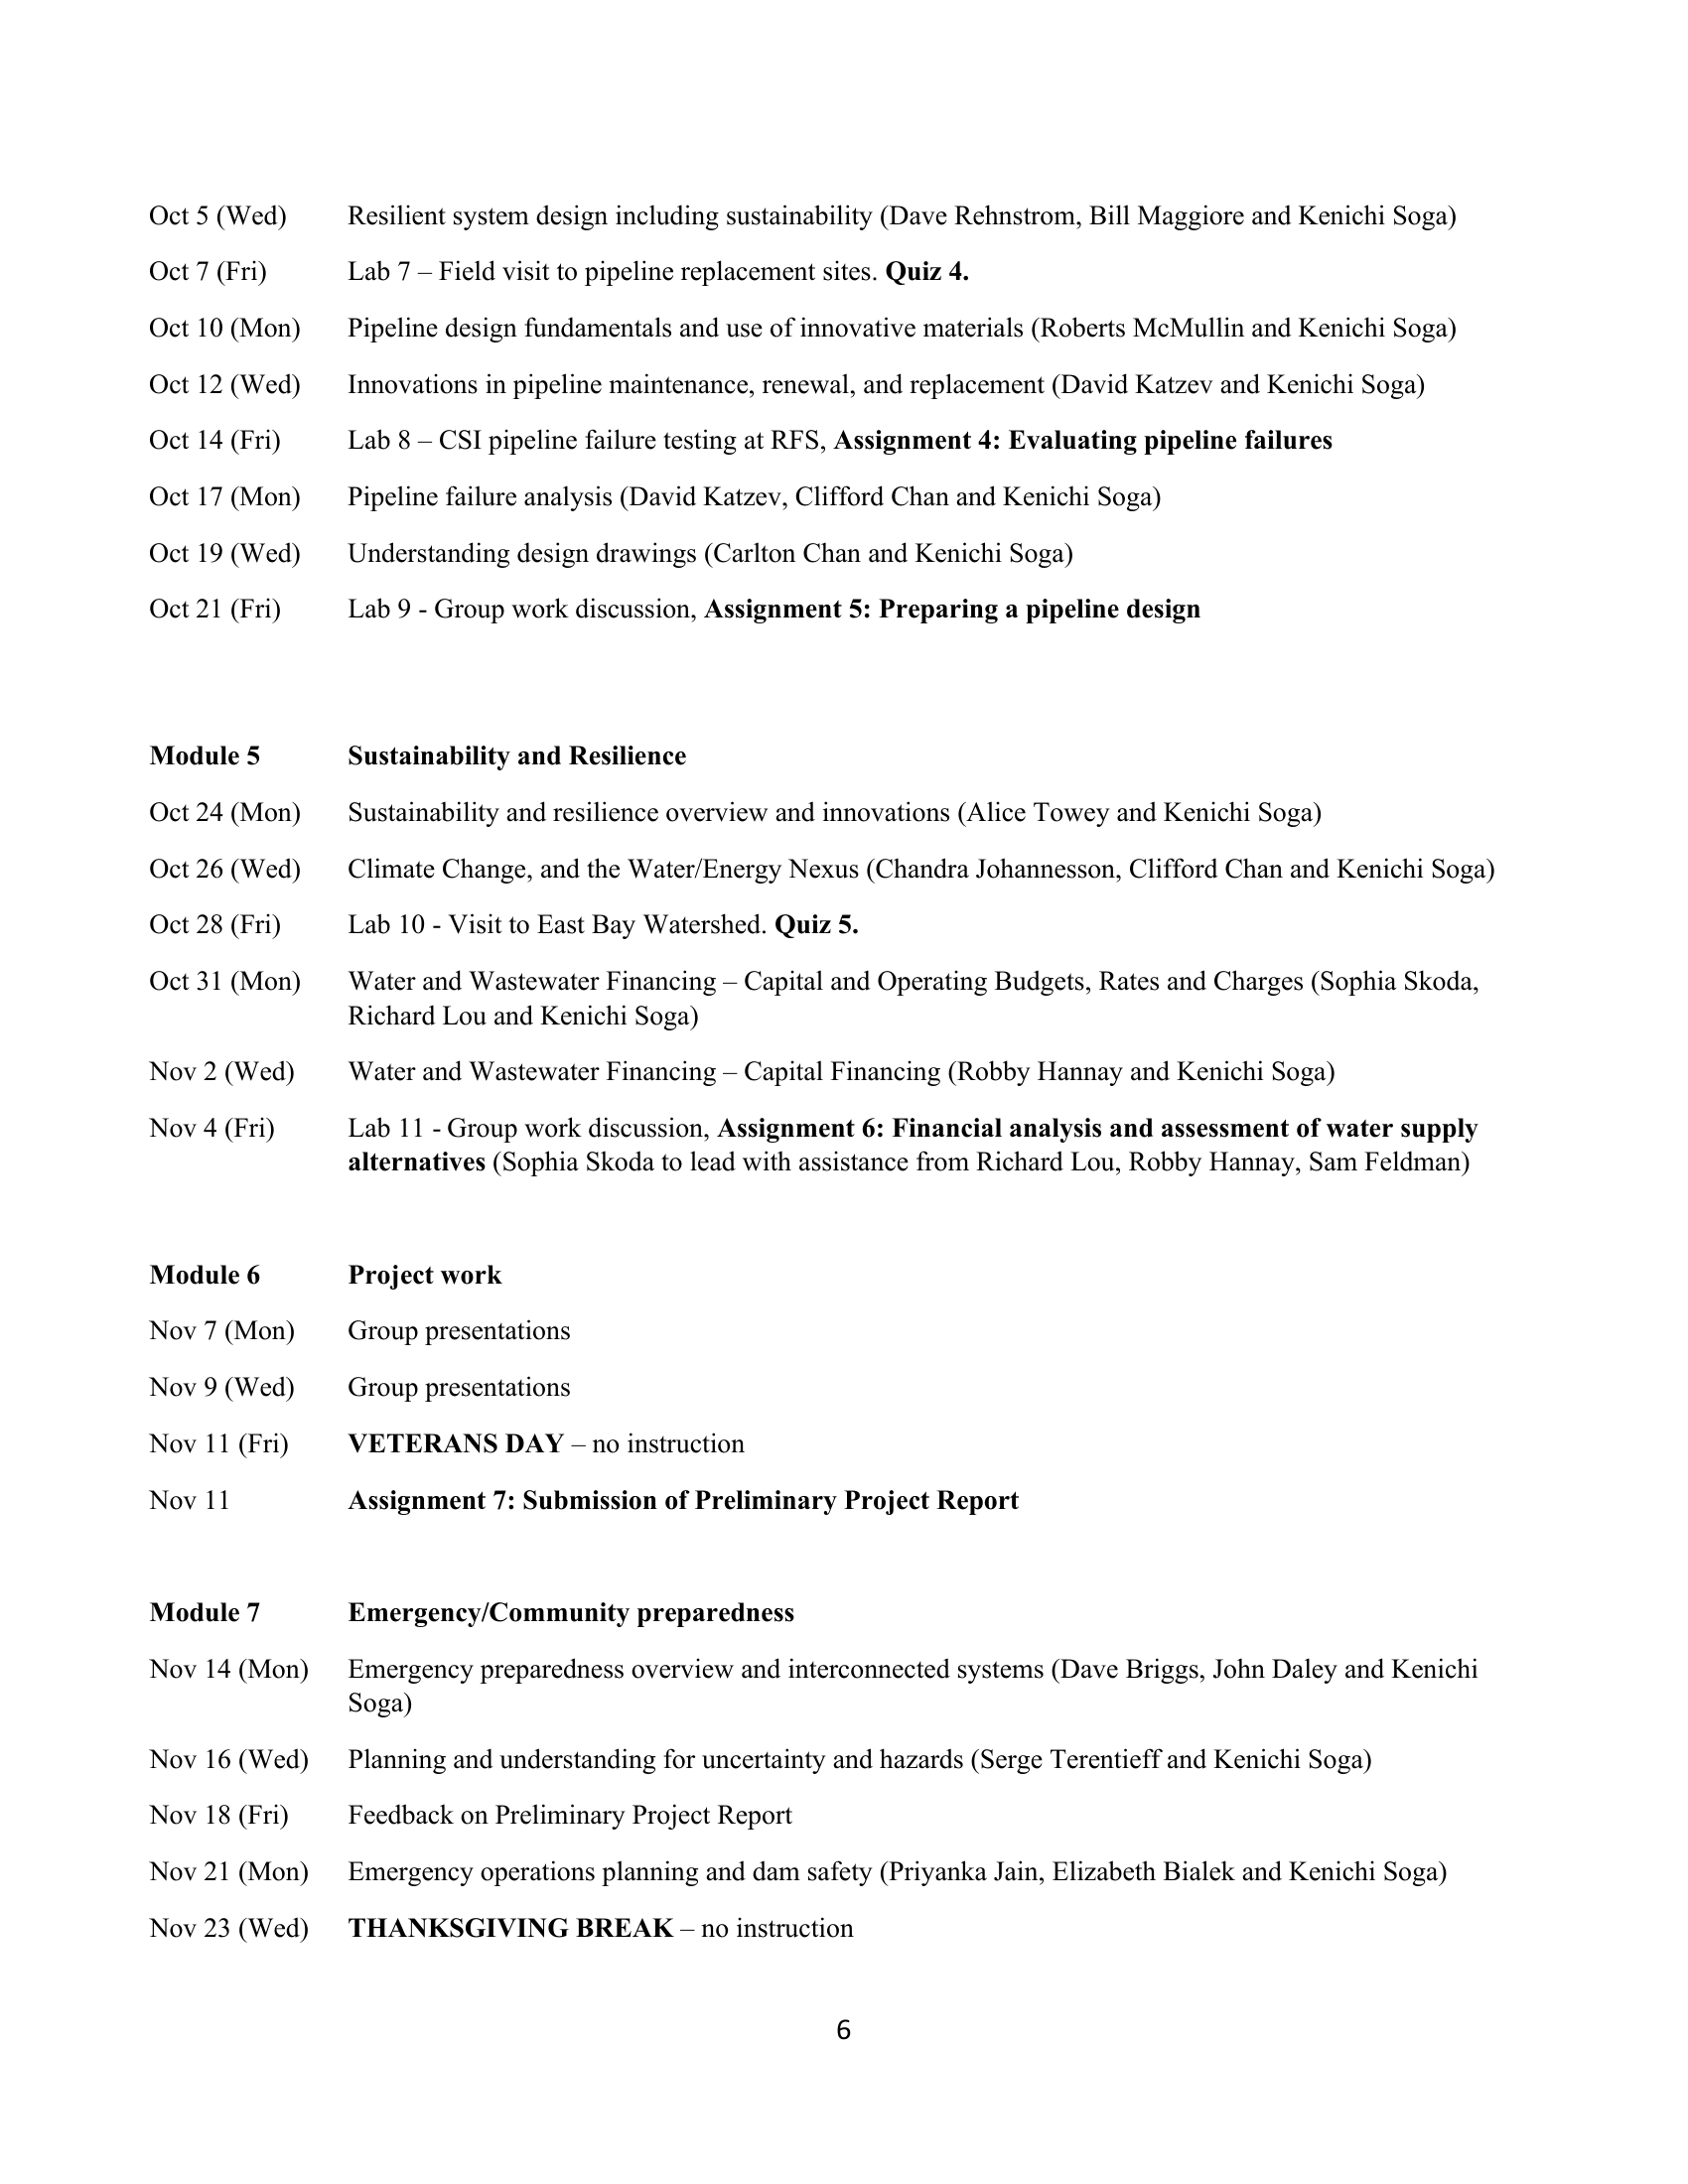 Oct 5 (Wed) Resilient system design including sustainability (Dave Rehnstrom, Bill Maggiore and Kenichi Soga)
Oct 7 (Fri) Lab 7 – Field visit to pipeline replacement sites. Quiz 4.
Oct 10 (Mon) Pipeline design fundamentals and use of innovative materials (Roberts McMullin and Kenichi Soga)
Oct 12 (Wed) Innovations in pipeline maintenance, renewal, and replacement (David Katzev and Kenichi Soga)
Oct 14 (Fri) Lab 8 – CSI pipeline failure testing at RFS, Assignment 4: Evaluating pipeline failures
Oct 17 (Mon) Pipeline failure analysis (David Katzev, Clifford Chan and Kenichi Soga)
Oct 19 (Wed) Understanding design drawings (Carlton Chan and Kenichi Soga)
Oct 21 (Fri) Lab 9 - Group work discussion, Assignment 5: Preparing a pipeline design
Module 5 Sustainability and Resilience
Oct 24 (Mon) Sustainability and resilience overview and innovations (Alice Towey and Kenichi Soga)
Oct 26 (Wed) Climate Change, and the Water/Energy Nexus (Chandra Johannesson, Clifford Chan and Kenichi Soga)
Oct 28 (Fri) Lab 10 - Visit to East Bay Watershed. Quiz 5.
Oct 31 (Mon) Water and Wastewater Financing – Capital and Operating Budgets, Rates and Charges (Sophia Skoda,
Richard Lou and Kenichi Soga)
Nov 2 (Wed) Water and Wastewater Financing – Capital Financing (Robby Hannay and Kenichi Soga)
Nov 4 (Fri) Lab 11 - Group work discussion, Assignment 6: Financial analysis and assessment of water supply
alternatives (Sophia Skoda to lead with assistance from Richard Lou, Robby Hannay, Sam Feldman)
Module 6 Project work
Nov 7 (Mon) Group presentations
Nov 9 (Wed) Group presentations
Nov 11 (Fri) VETERANS DAY – no instruction
Nov 11 Assignment 7: Submission of Preliminary Project Report
Module 7 Emergency/Community preparedness
Nov 14 (Mon) Emergency preparedness overview and interconnected systems (Dave Briggs, John Daley and Kenichi
Soga)
Nov 16 (Wed) Planning and understanding for uncertainty and hazards (Serge Terentieff and Kenichi Soga)
Nov 18 (Fri) Feedback on Preliminary Project Report
Nov 21 (Mon) Emergency operations planning and dam safety (Priyanka Jain, Elizabeth Bialek and Kenichi Soga)
Nov 23 (Wed) THANKSGIVING BREAK – no instruction
6